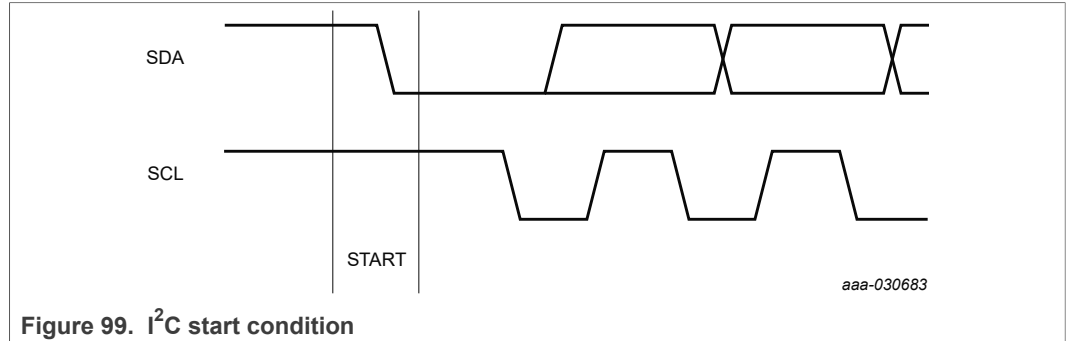 SDA
SCL
START
aaa-030683
Figure 99. I²C start condition